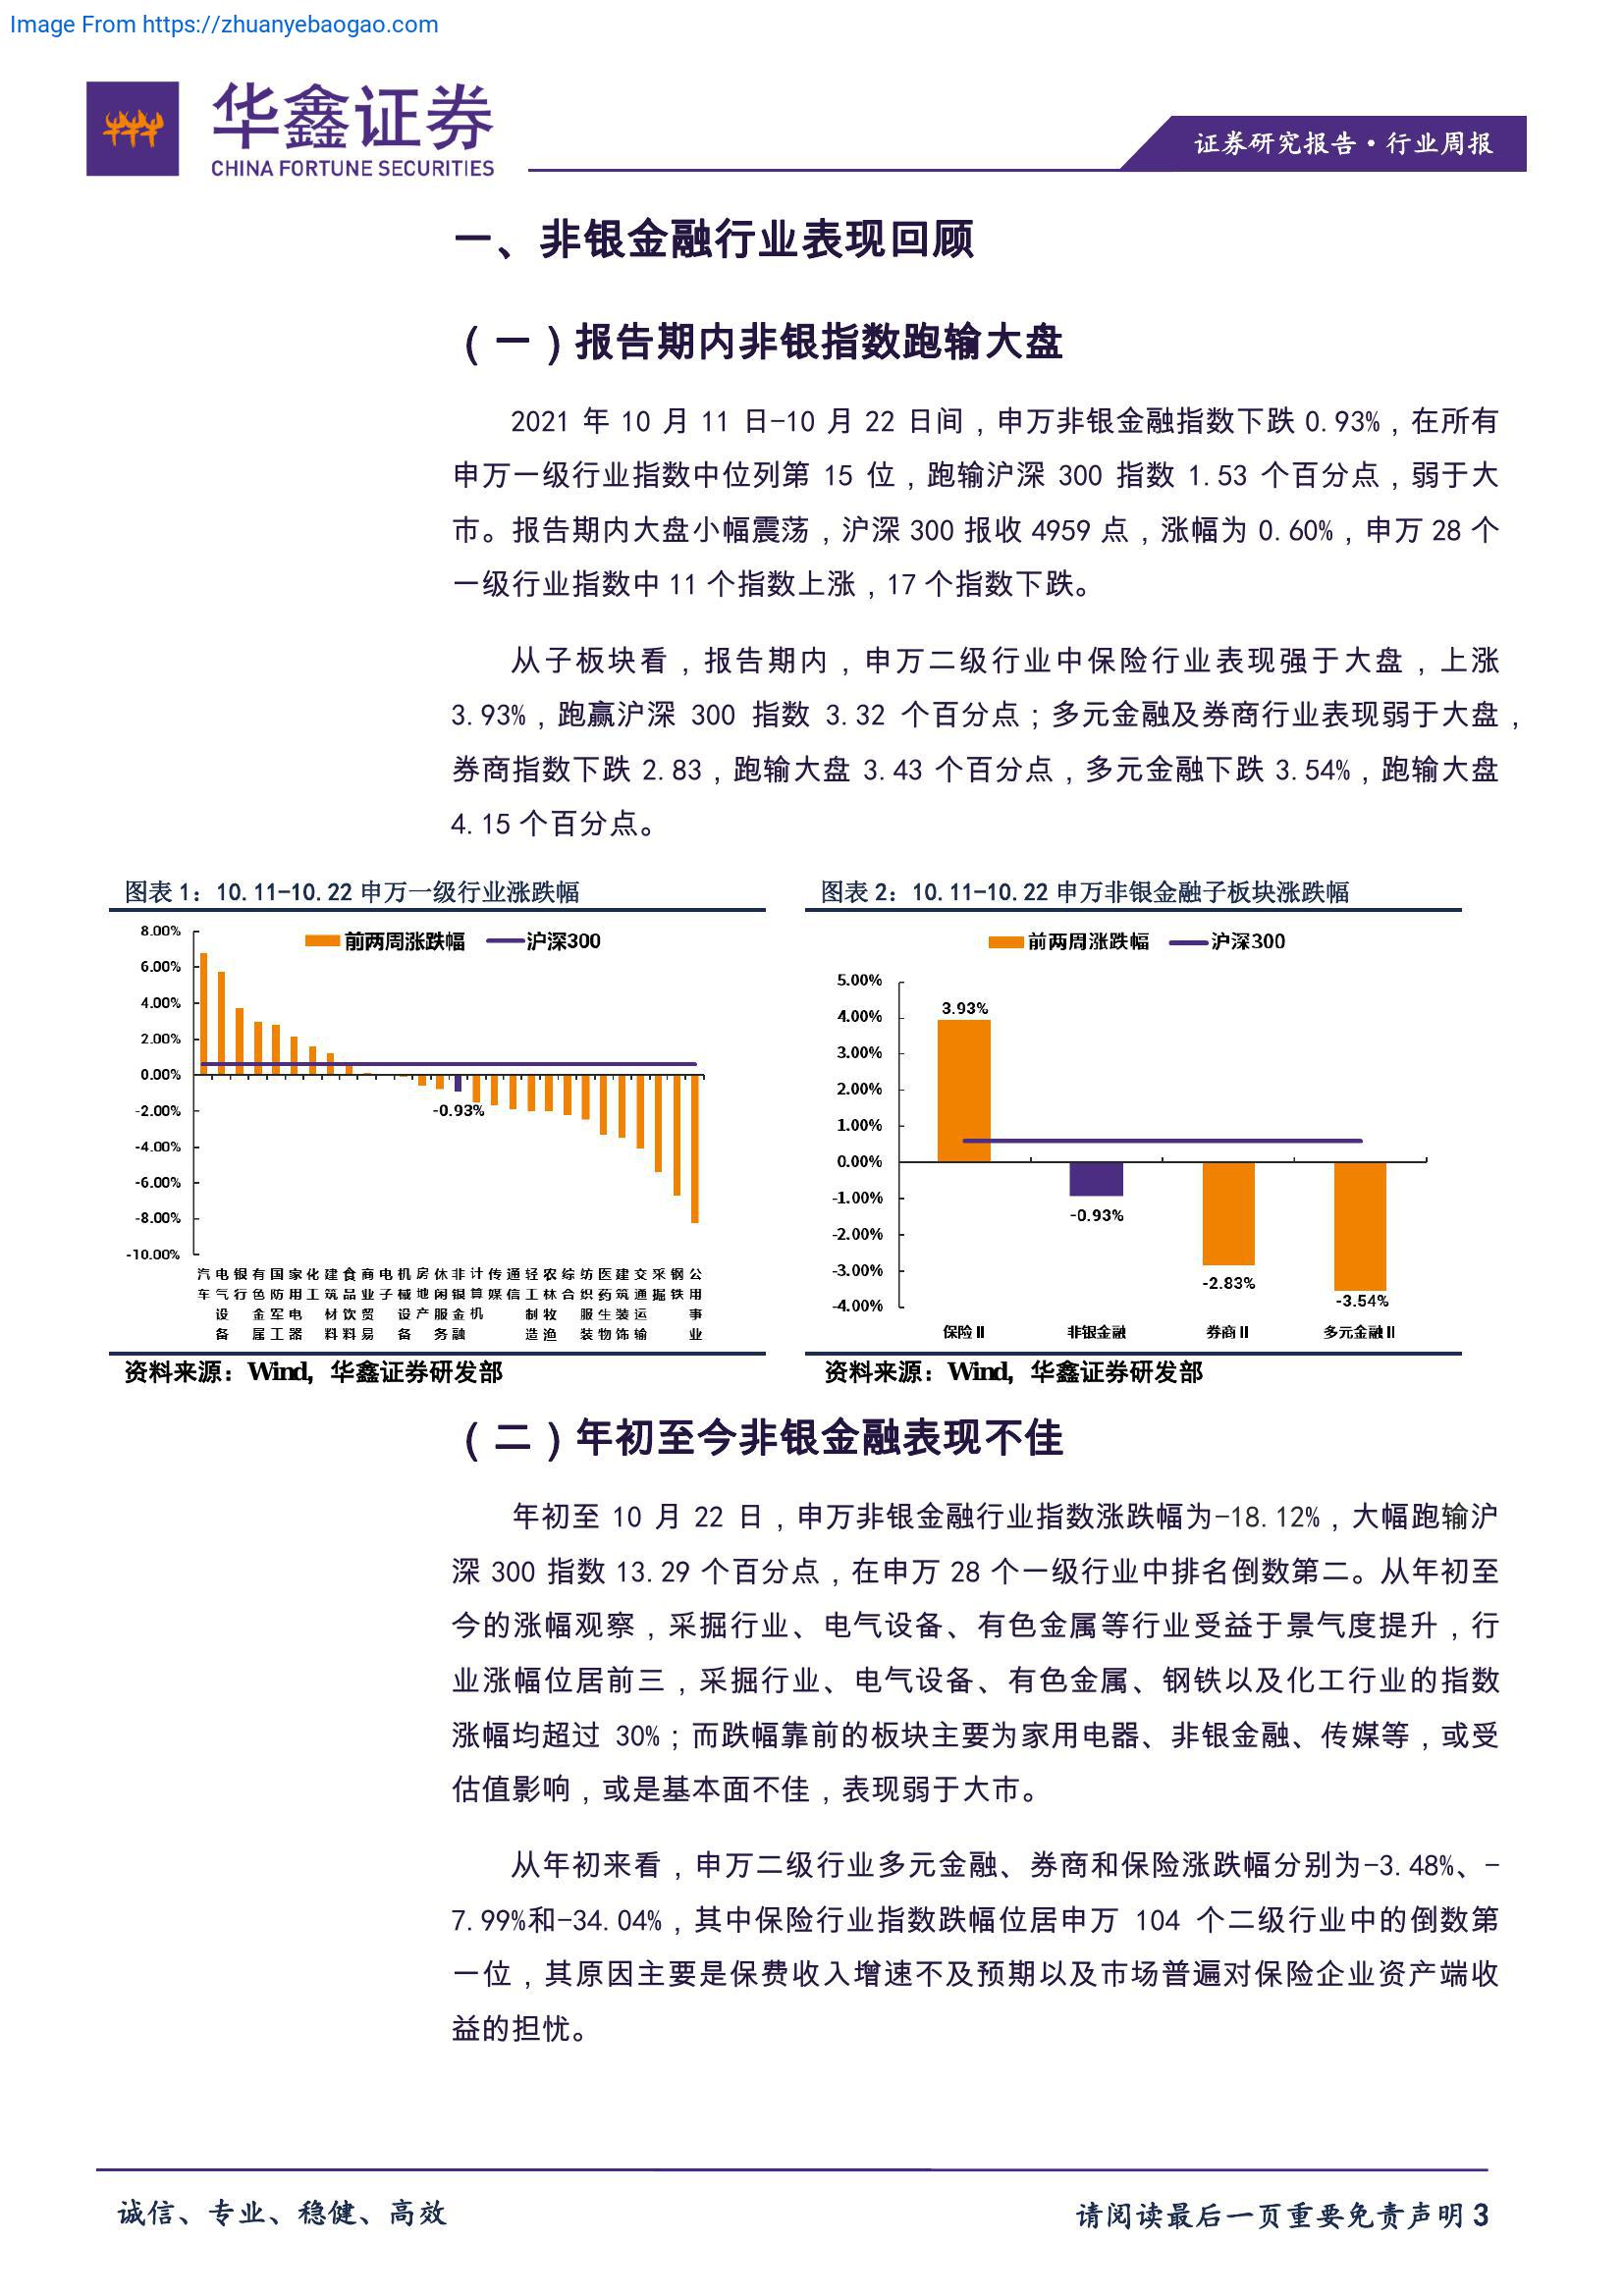 Image From https://zhuanyebaogao.com
华鑫证券
CHINA FORTUNE SECURITIES
证券研究报告·行业周报
一、非银金融行业表现回顾
（一）报告期内非银指数跑输大盘
2021 年 10 月 11 日-10 月 22 日间，申万非银金融指数下跌 0.93%，在所有
申万一级行业指数中位列第 15 位，跑输沪深 300 指数 1.53 个百分点，弱于大
市。报告期内大盘小幅震荡，沪深 300 报收 4959 点，涨幅为 0.60%，申万 28 个
一级行业指数中 11 个指数上涨，17 个指数下跌。
从子板块看，报告期内，申万二级行业中保险行业表现强于大盘，上涨
3.93%，跑赢沪深 300 指数 3.32 个百分点；多元金融及券商行业表现弱于大盘，
券商指数下跌 2.83，跑输大盘 3.43 个百分点，多元金融下跌 3.54%，跑输大盘
4.15 个百分点。
图表 1：10.11-10.22 申万一级行业涨跌幅
前两周涨跌幅 沪深300
8.00%
6.00%
4.00%
2.00%
0.00%
-2.00%
-4.00%
-6.00%
-8.00%
-10.00%
-0.93%
汽车 电气设备 银行 有色金属 国防军工 家用电器 化工 建筑材料 食品饮料 商业贸易 电子 机械设备 房地产 休闲服务 非银金融 计算机 传媒 通信 轻工制造 农林牧渔 综合 纺织服装 医药生物 建筑装饰 交通运输 采掘 钢铁 公用事业
资料来源：Wind，华鑫证券研发部
图表 2：10.11-10.22 申万非银金融子板块涨跌幅
前两周涨跌幅 沪深300
5.00%
4.00%
3.00%
2.00%
1.00%
0.00%
-1.00%
-2.00%
-3.00%
-4.00%
3.93%
-0.93%
-2.83%
-3.54%
保险Ⅱ 非银金融 券商Ⅱ 多元金融Ⅱ
资料来源：Wind，华鑫证券研发部
（二）年初至今非银金融表现不佳
年初至 10 月 22 日，申万非银金融行业指数涨跌幅为-18.12%，大幅跑输沪
深 300 指数 13.29 个百分点，在申万 28 个一级行业中排名倒数第二。从年初至
今的涨幅观察，采掘行业、电气设备、有色金属等行业受益于景气度提升，行
业涨幅位居前三，采掘行业、电气设备、有色金属、钢铁以及化工行业的指数
涨幅均超过 30%；而跌幅靠前的板块主要为家用电器、非银金融、传媒等，或受
估值影响，或是基本面不佳，表现弱于大市。
从年初来看，申万二级行业多元金融、券商和保险涨跌幅分别为-3.48%、-
7.99%和-34.04%，其中保险行业指数跌幅位居申万 104 个二级行业中的倒数第
一位，其原因主要是保费收入增速不及预期以及市场普遍对保险企业资产端收
益的担忧。
诚信、专业、稳健、高效
请阅读最后一页重要免责声明 3